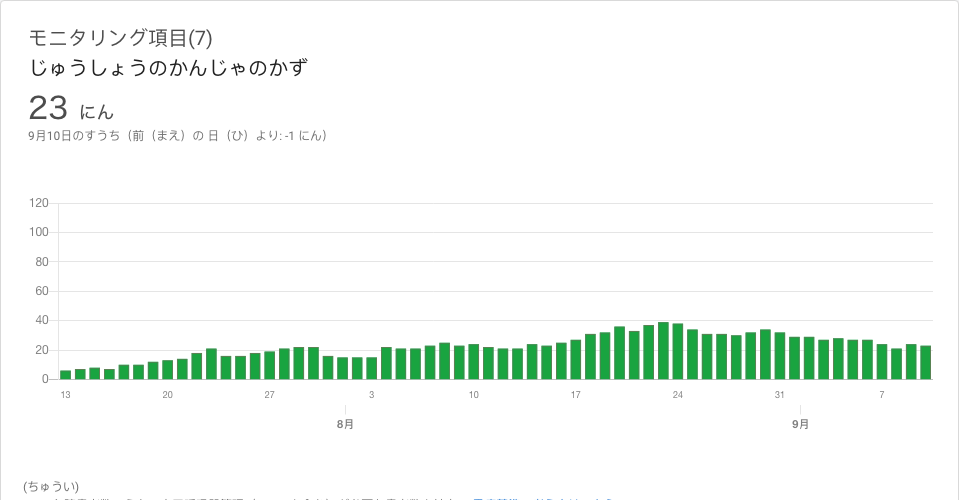 モニタリング項目(7)
じゅうしょうのかんじゃのかず
23 にん
9月10日のすうち（前（まえ）の 日（ひ）より: -1 にん）
120
100
80
60
40
20
0
13 20 27 3 10 17 24 31 7
8月 9月
(ちゅうい)